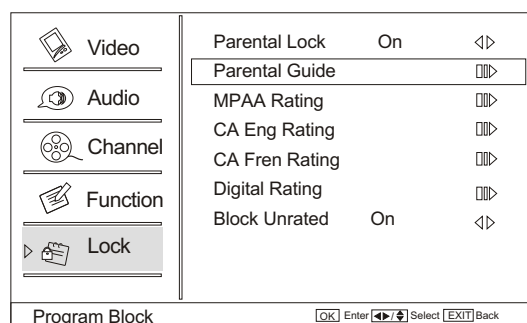 Video
Audio
Channel
Function
Lock
Parental Lock On
Parental Guide
MPAA Rating
CA Eng Rating
CA Fren Rating
Digital Rating
Block Unrated On
Program Block
OK Enter ◀▶/▲▼ Select EXIT Back